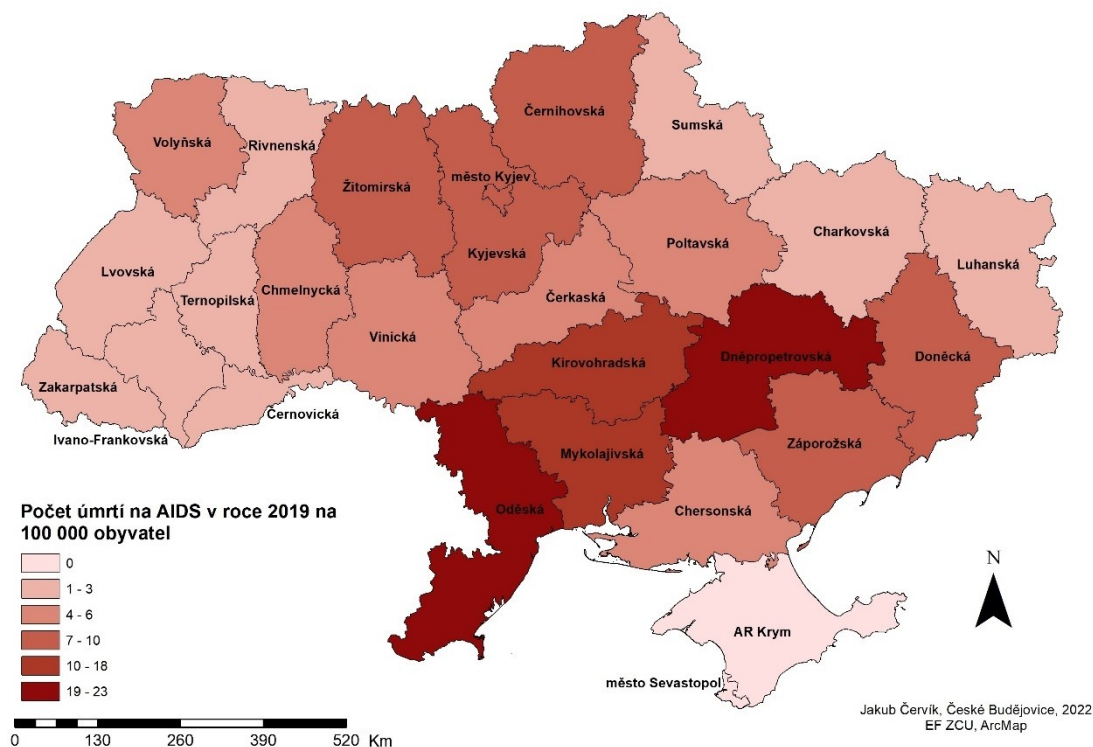 Černihovská
Sumská
Volyňská
Rivnenská
Žitomirská
město Kyjev
Kyjevská
Poltavská
Charkovská
Luhanská
Lvovská
Ternopilská
Chmelnycká
Čerkaská
Vinická
Kirovohradská
Dněpropetrovská
Doněcká
Zakarpatská
Ivano-Frankovská
Černovická
Mykolajivská
Záporožská
Oděská
Chersonská
AR Krym
město Sevastopol
Počet úmrtí na AIDS v roce 2019 na
100 000 obyvatel
0
1 - 3
4 - 6
7 - 10
10 - 18
19 - 23
0 130 260 390 520 Km
N
Jakub Červík, České Budějovice, 2022
EF ZCU, ArcMap